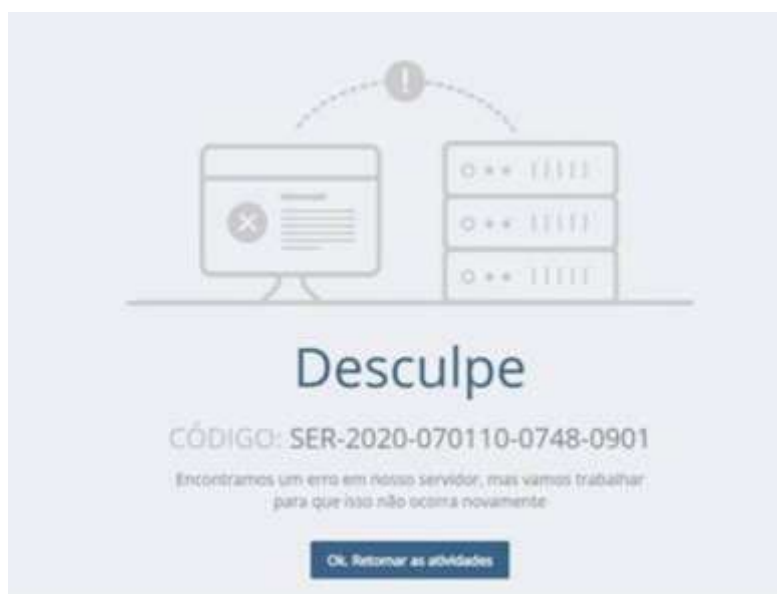 Desculpe
CÓDIGO: SER-2020-070110-0748-0901
Encontramos um erro em nosso servidor, mas vamos trabalhar
para que isso não ocorra novamente
Ok. Retornar as atividades